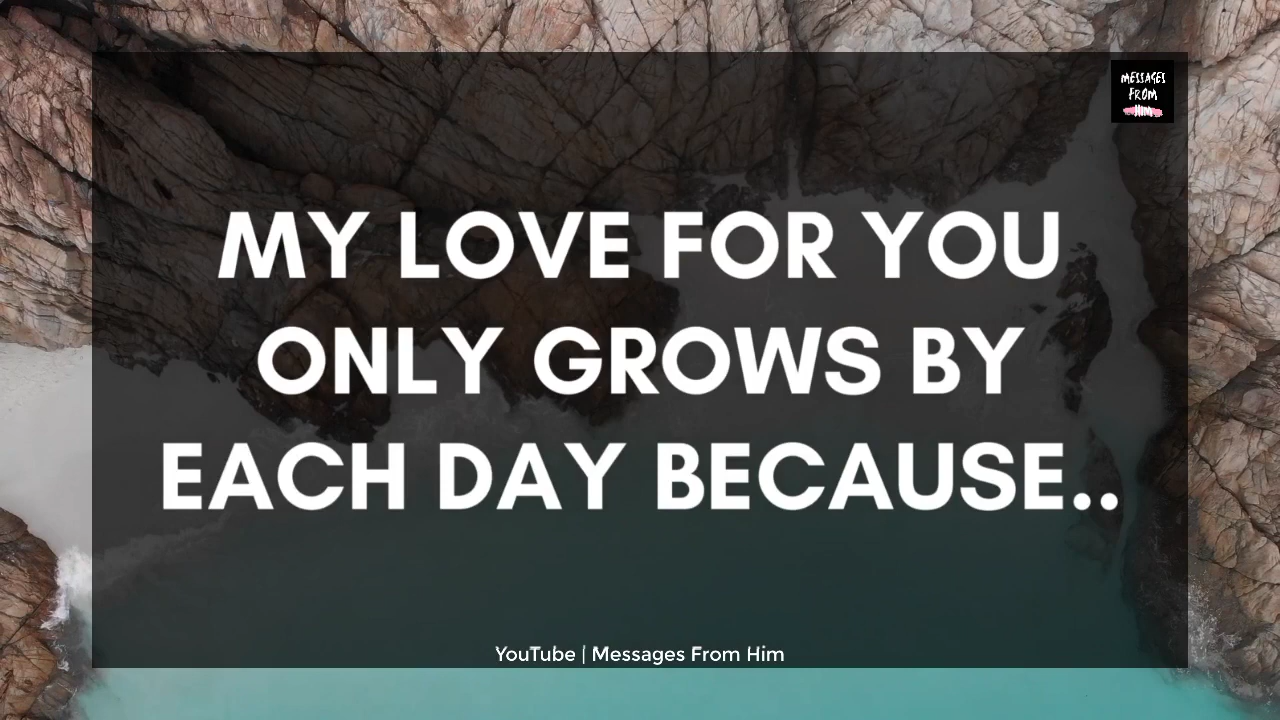 MESSAGES
FROM
Him
MY LOVE FOR YOU
ONLY GROWS BY
EACH DAY BECAUSE..
YouTube | Messages From Him